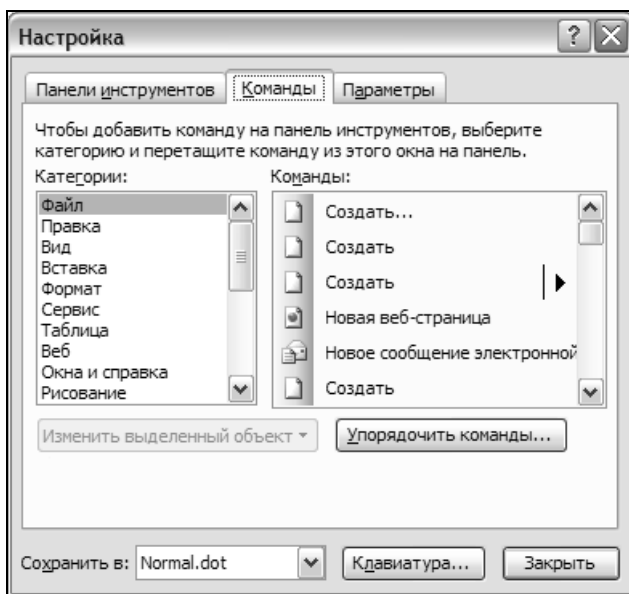 Настройка
Панели инструментов Команды Параметры
Чтобы добавить команду на панель инструментов, выберите
категорию и перетащите команду из этого окна на панель.
Категории: Команды:
Файл
Правка
Вид
Вставка
Формат
Сервис
Таблица
Веб
Окна и справка
Рисование
Создать...
Создать
Создать
Новая веб-страница
Новое сообщение электронной
Создать
Изменить выделенный объект Упорядочить команды...
Сохранить в: Normal.dot Клавиатура... Закрыть